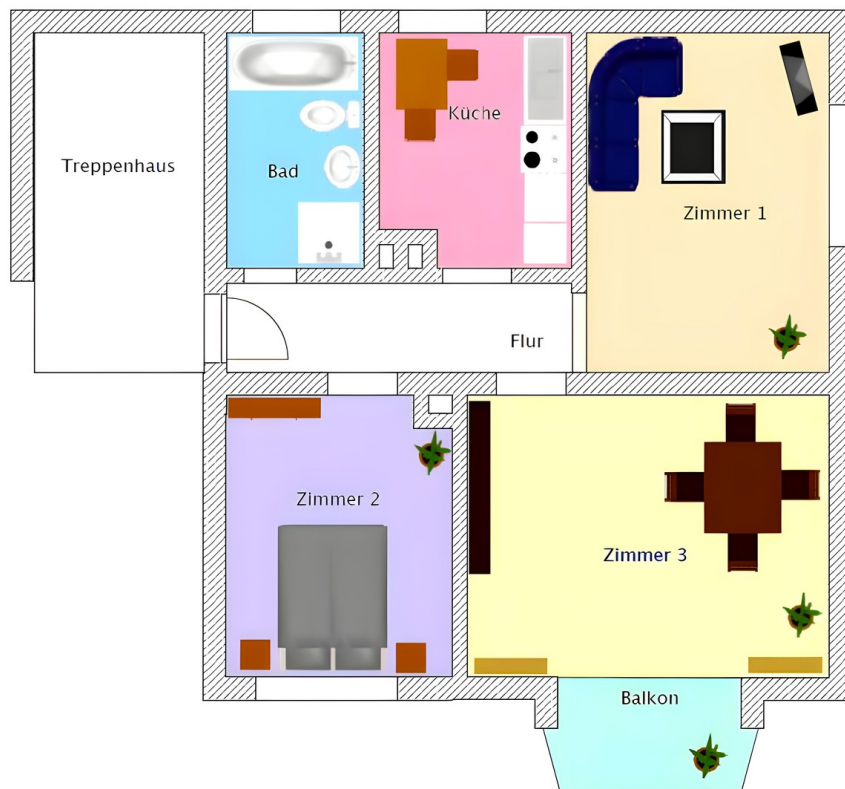 Treppenhaus
Bad
Küche
Zimmer 1
Flur
Zimmer 2
Zimmer 3
Balkon